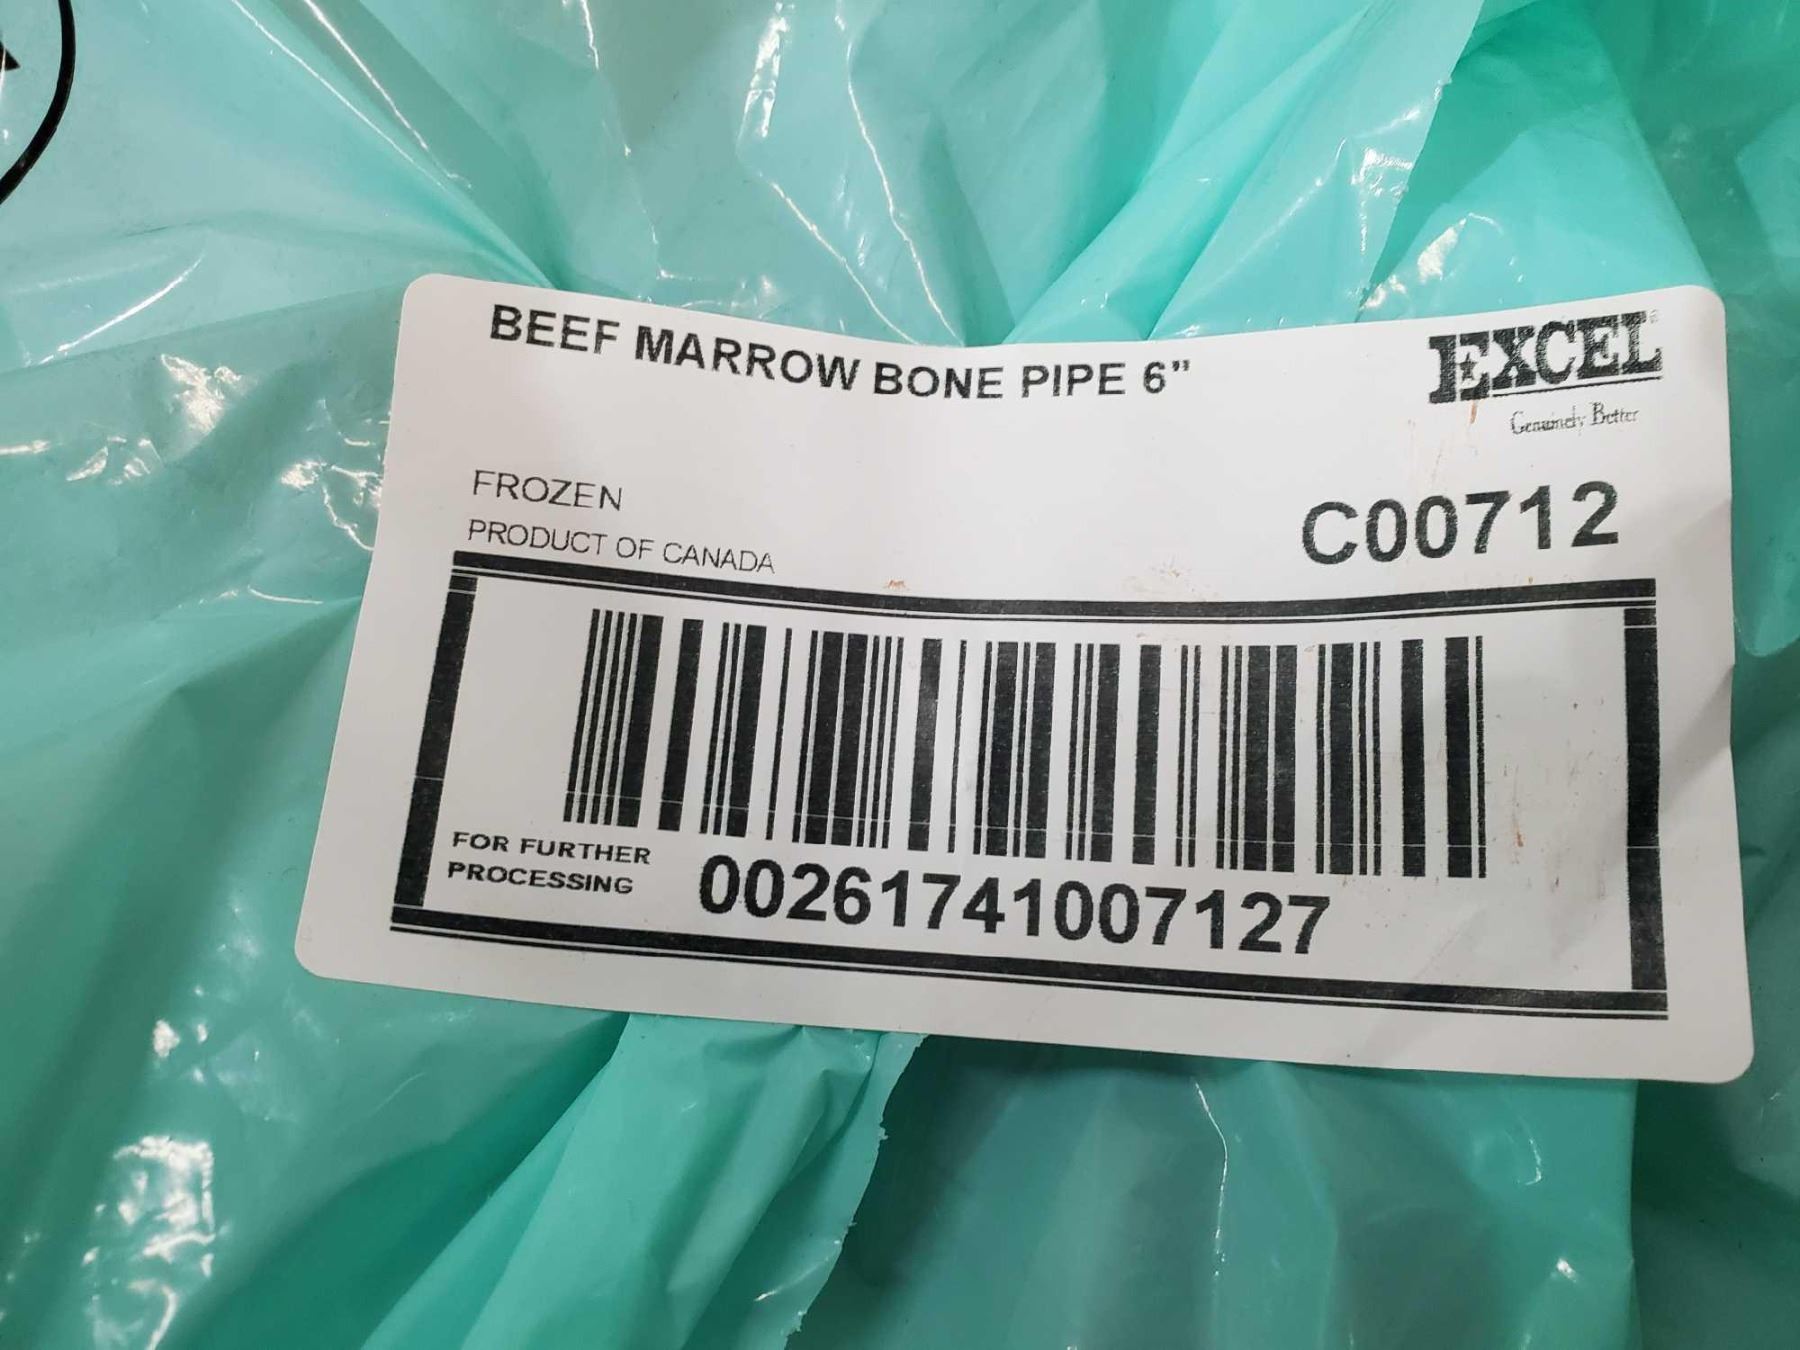 BEEF MARROW BONE PIPE 6"
EXCEL®
Genuinely Better
FROZEN
C00712
PRODUCT OF CANADA
FOR FURTHER
PROCESSING
00261741007127